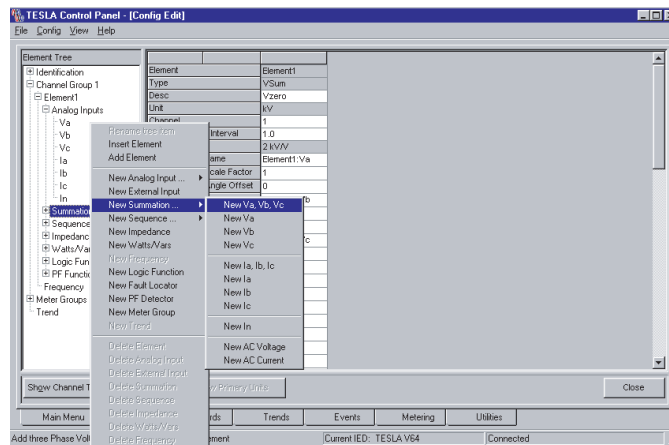 TESLA Control Panel - [Config Edit]
File Config View Help
Element Tree
Identification
Channel Group 1
Element1
Analog Inputs
Va
Vb
Vc
Ia
Ib
Ic
In
Summation
Sequence
Impedanc
Watts/Var
Logic Fun
PF Functio
Frequency
Meter Groups
Trend
Element Element1
Type VSum
Desc Vzero
Unit kV
Channel 1
Interval 1.0
2 kV/V
ame Element1:Va
cale Factor 1
ngle Offset 0
Rename tree item
Insert Element
Add Element
New Analog Input ...
New External Input
New Summation ...
New Sequence ...
New Impedance
New Watts/Vars
New Frequency
New Logic Function
New Fault Locator
New PF Detector
New Meter Group
New Trend
Delete Element
Delete Analog Input
Delete External Input
Delete Summation
Delete Sequence
Delete Impedance
Delete Watts/Vars
Delete Frequency
New Va, Vb, Vc
New Va
New Vb
New Vc
New Ia, Ib, Ic
New Ia
New Ib
New Ic
New In
New AC Voltage
New AC Current
Show Channel T w Primary Units Close
Main Menu rds Trends Events Metering Utilities
Add three Phase Vol ement Current IED: TESLA V64 Connected